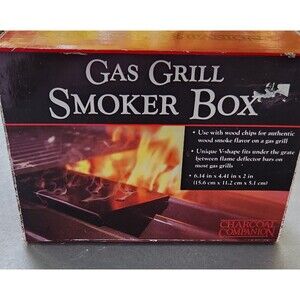 GAS GRILL
SMOKER BOX
• Use with wood chips for authentic
wood smoke flavor on a gas grill
• Unique V-shape fits under the grate
between flame deflector bars on
most gas grills
• 6.14 in x 4.41 in x 2 in
(15.6 cm x 11.2 cm x 5.1 cm)
CHARCOAL
COMPANION